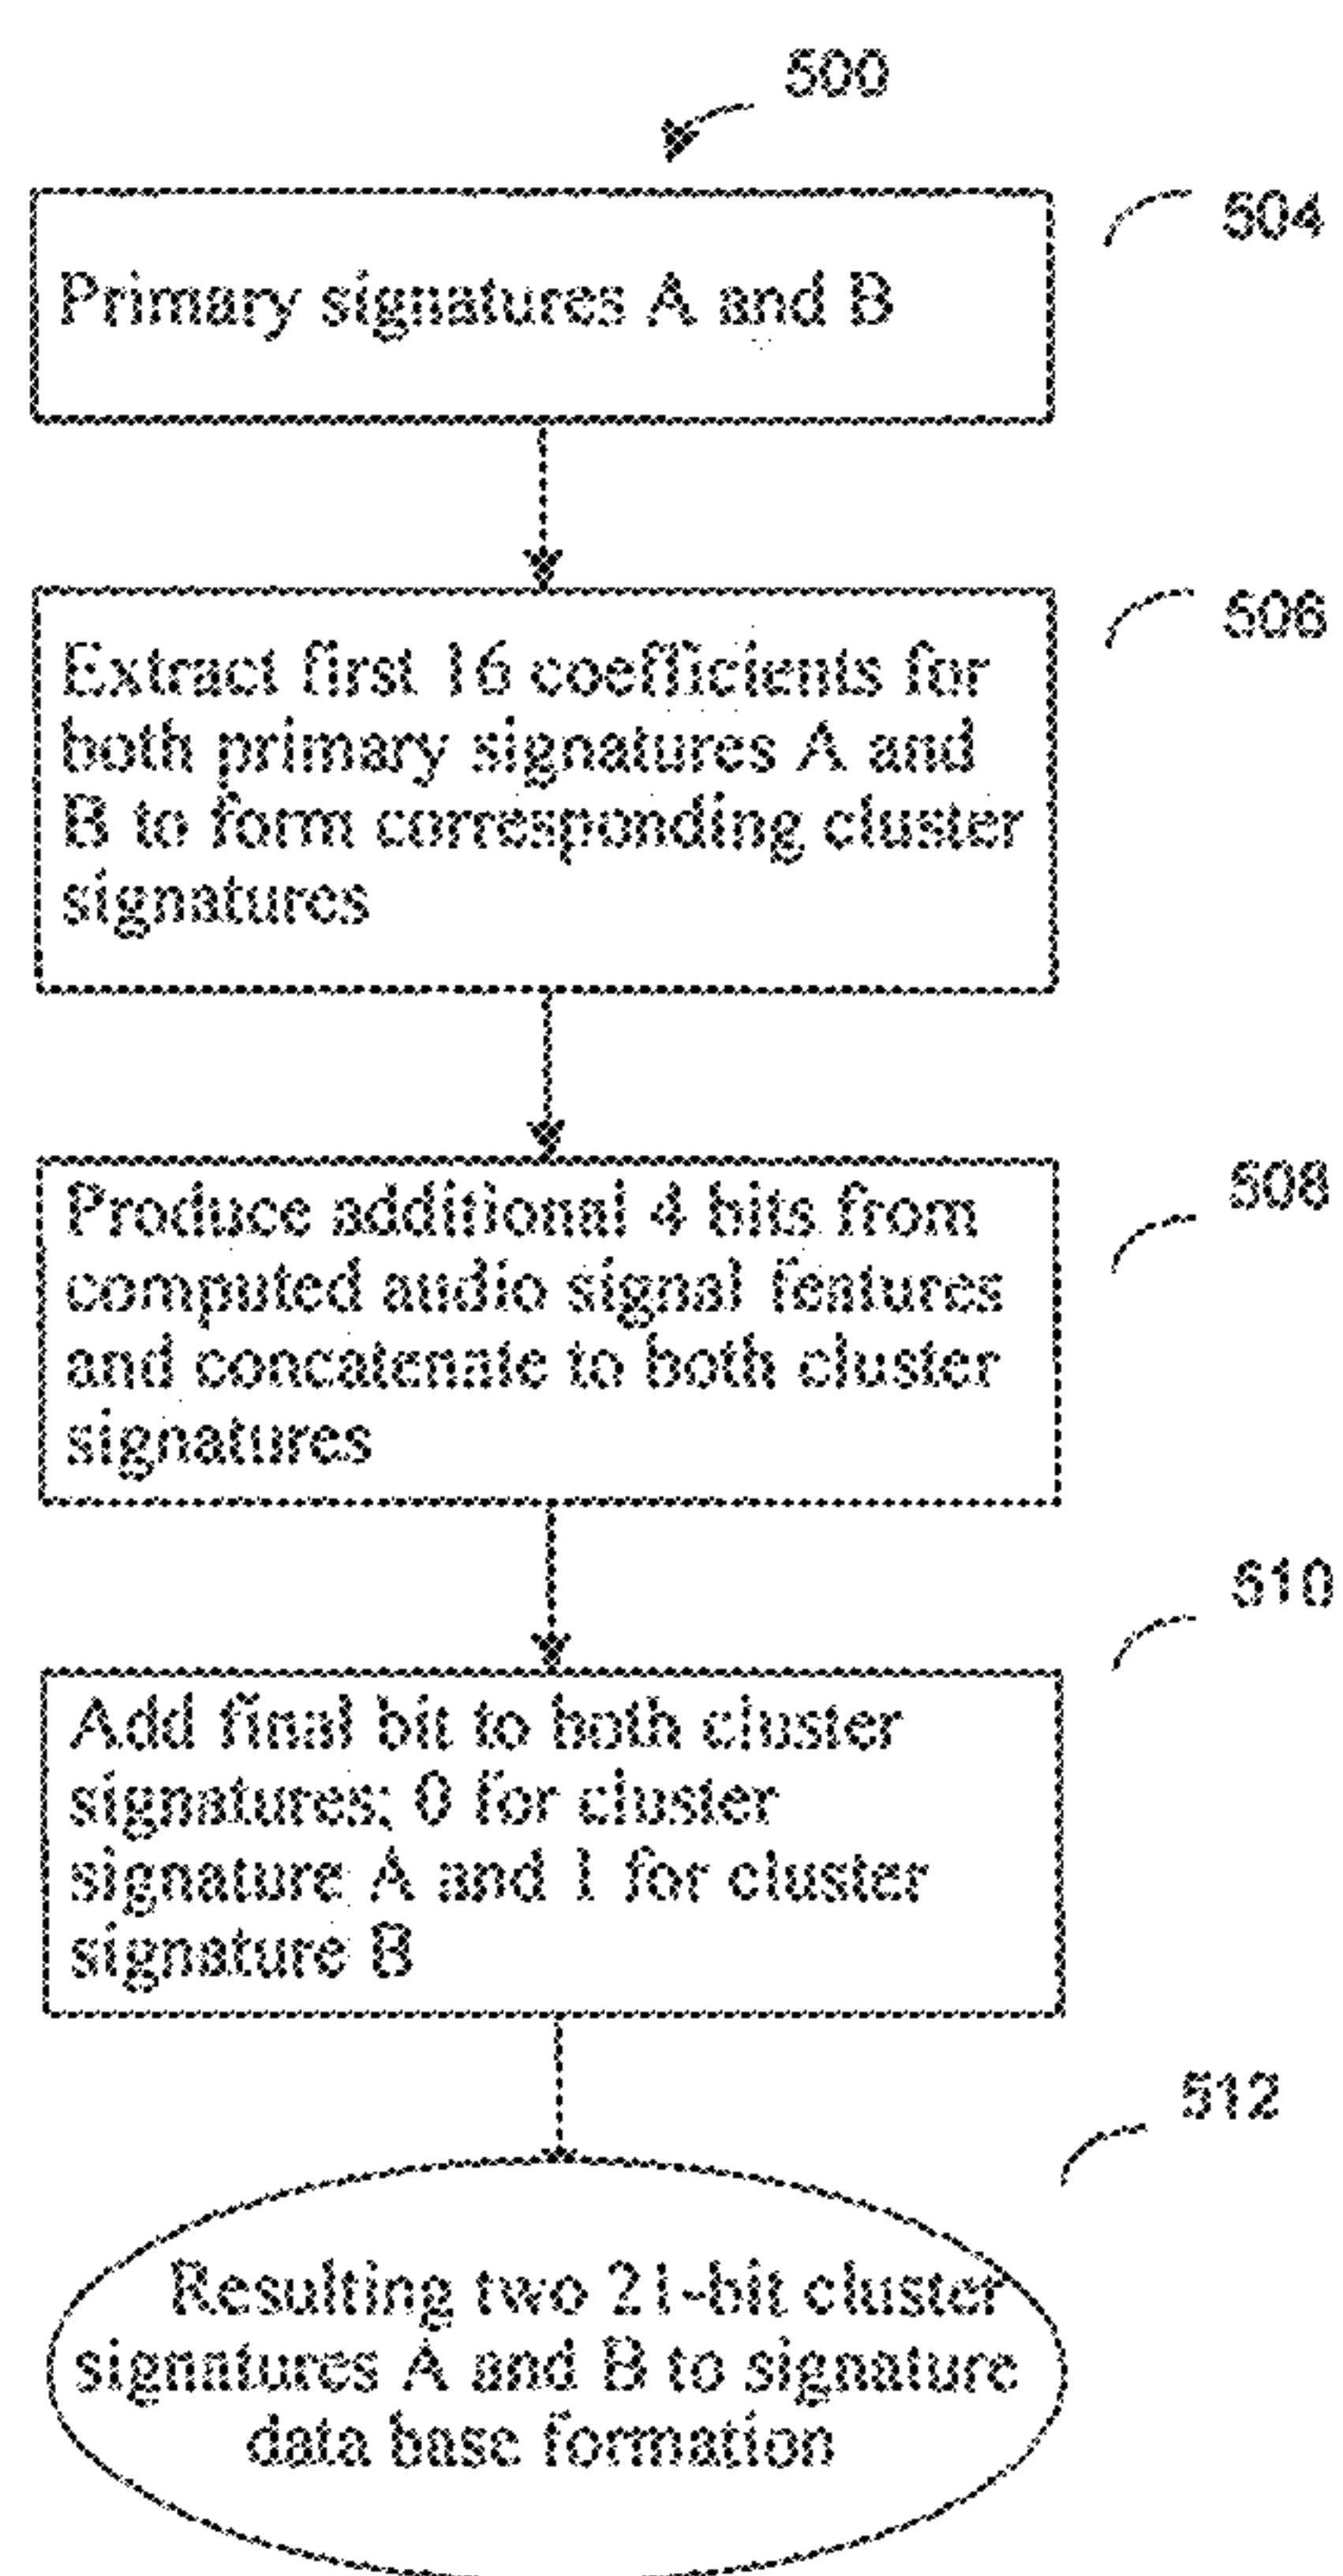 500
504
Primary signatures A and B
506
Extract first 16 coefficients for
both primary signatures A and
B to form corresponding cluster
signatures
508
Produce additional 4 bits from
computed audio signal features
and concatenate to both cluster
signatures
510
Add final bit to both cluster
signatures; 0 for cluster
signature A and 1 for cluster
signature B
512
Resulting two 21-bit cluster
signatures A and B to signature
data base formation